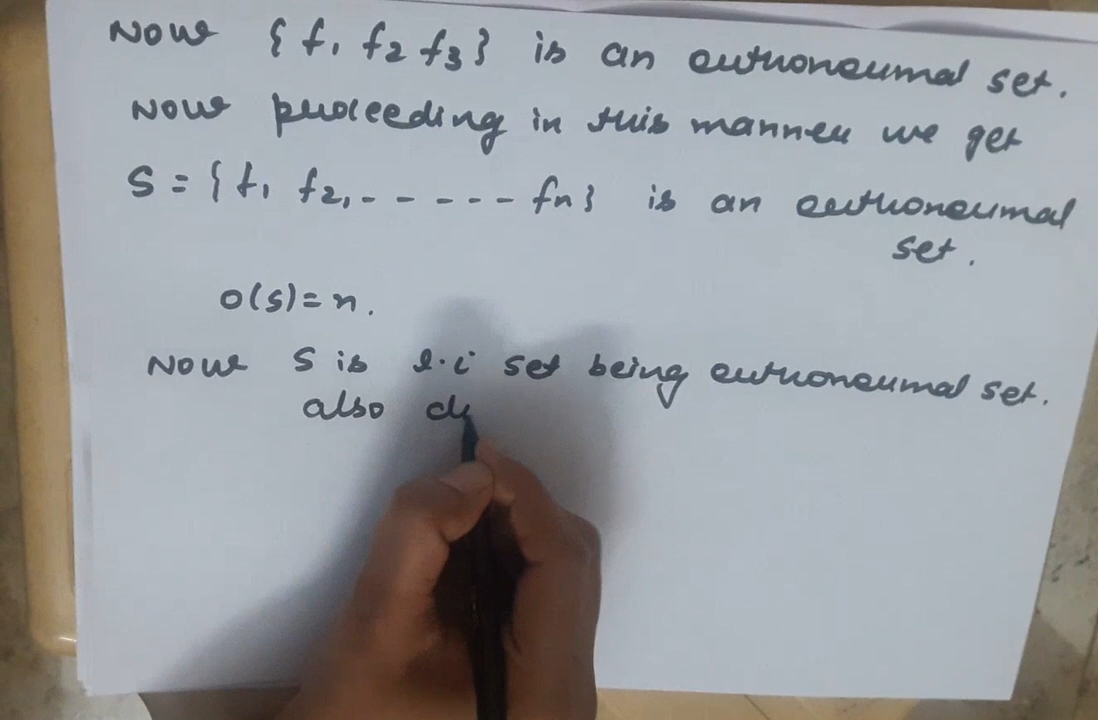 Now {f1 f2 f3} is an orthonormal set.
Now proceeding in this manner we get
S = {f1 f2, - - - - - - fn} is an orthonormal
set.
O(S) = n.
Now S is l.i set being orthonormal set.
also